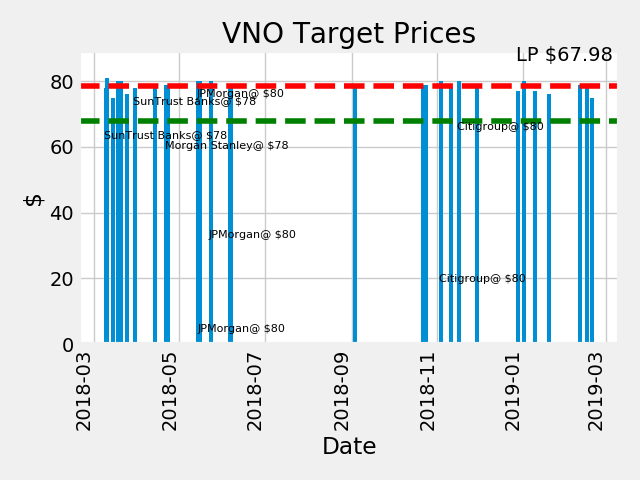 VNO Target Prices
LP $67.98
80
60
40
20
0
$
JPMorgan@ $80
SunTrust Banks@ $78
Citigroup@ $80
SunTrust Banks@ $78
Morgan Stanley@ $78
JPMorgan@ $80
Citigroup@ $80
JPMorgan@ $80
2018-03
2018-05
2018-07
2018-09
2018-11
2019-01
2019-03
Date